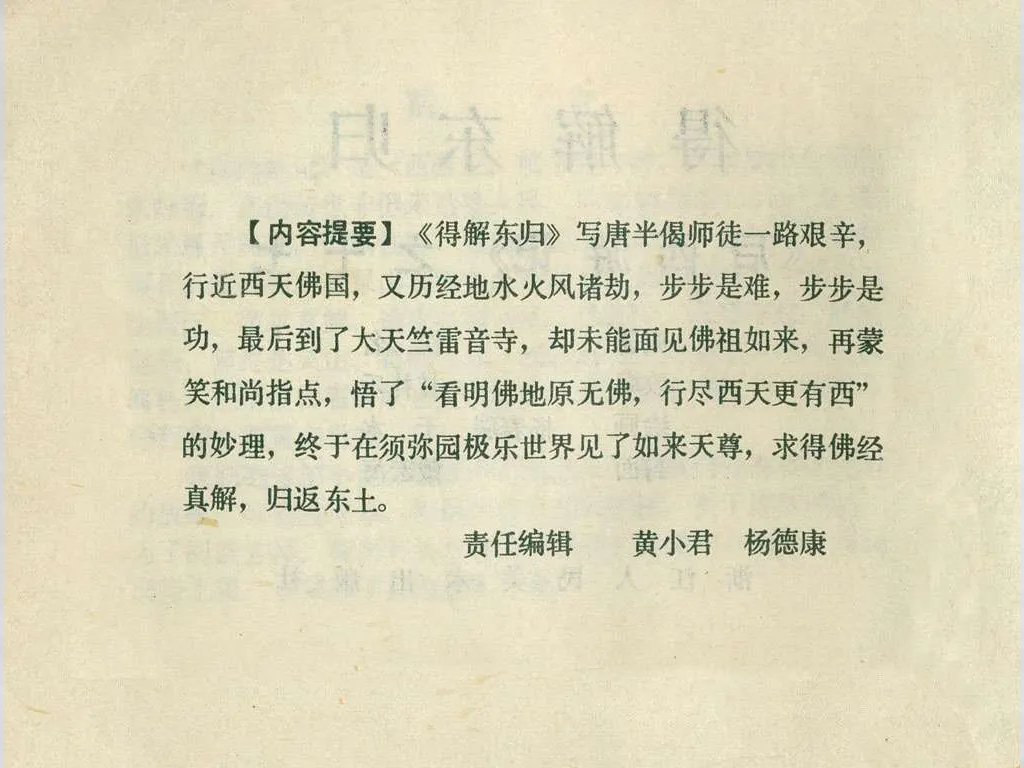 【内容提要】《得解东归》写唐半偈师徒一路艰辛，
行近西天佛国，又历经地水火风诸劫，步步是难，步步是
功，最后到了大天竺雷音寺，却未能面见佛祖如来，再蒙
笑和尚指点，悟了“看明佛地原无佛，行尽西天更有西”
的妙理，终于在须弥园极乐世界见了如来天尊，求得佛经
真解，归返东土。
责任编辑 黄小君 杨德康